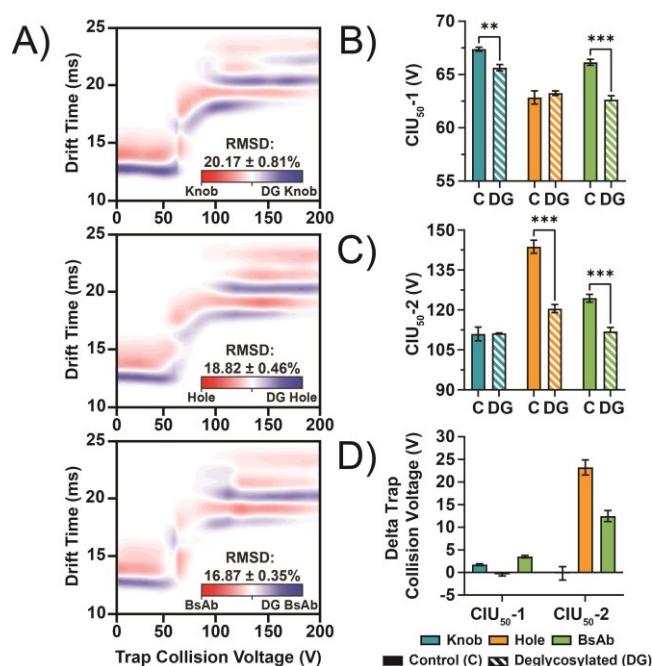 A)
Drift Time (ms)
25
20
15
10
0
50
100
150
200
RMSD:
20.17 ± 0.81%
Knob
DG Knob
Drift Time (ms)
25
20
15
10
0
50
100
150
200
RMSD:
18.82 ± 0.46%
Hole
DG Hole
Drift Time (ms)
25
20
15
10
0
50
100
150
200
RMSD:
16.87 ± 0.35%
BsAb
DG BsAb
Trap Collision Voltage (V)
B)
CIU50-1 (V)
70
67
65
60
55
**
***
C DG
C DG
C DG
C)
CIU50-2 (V)
150
135
120
105
90
***
***
C DG
C DG
C DG
D)
Delta Trap
Collision Voltage (V)
30
25
20
15
10
5
0
-5
CIU50-1
CIU50-2
Knob
Hole
BsAb
Control (C)
Deglycosylated (DG)